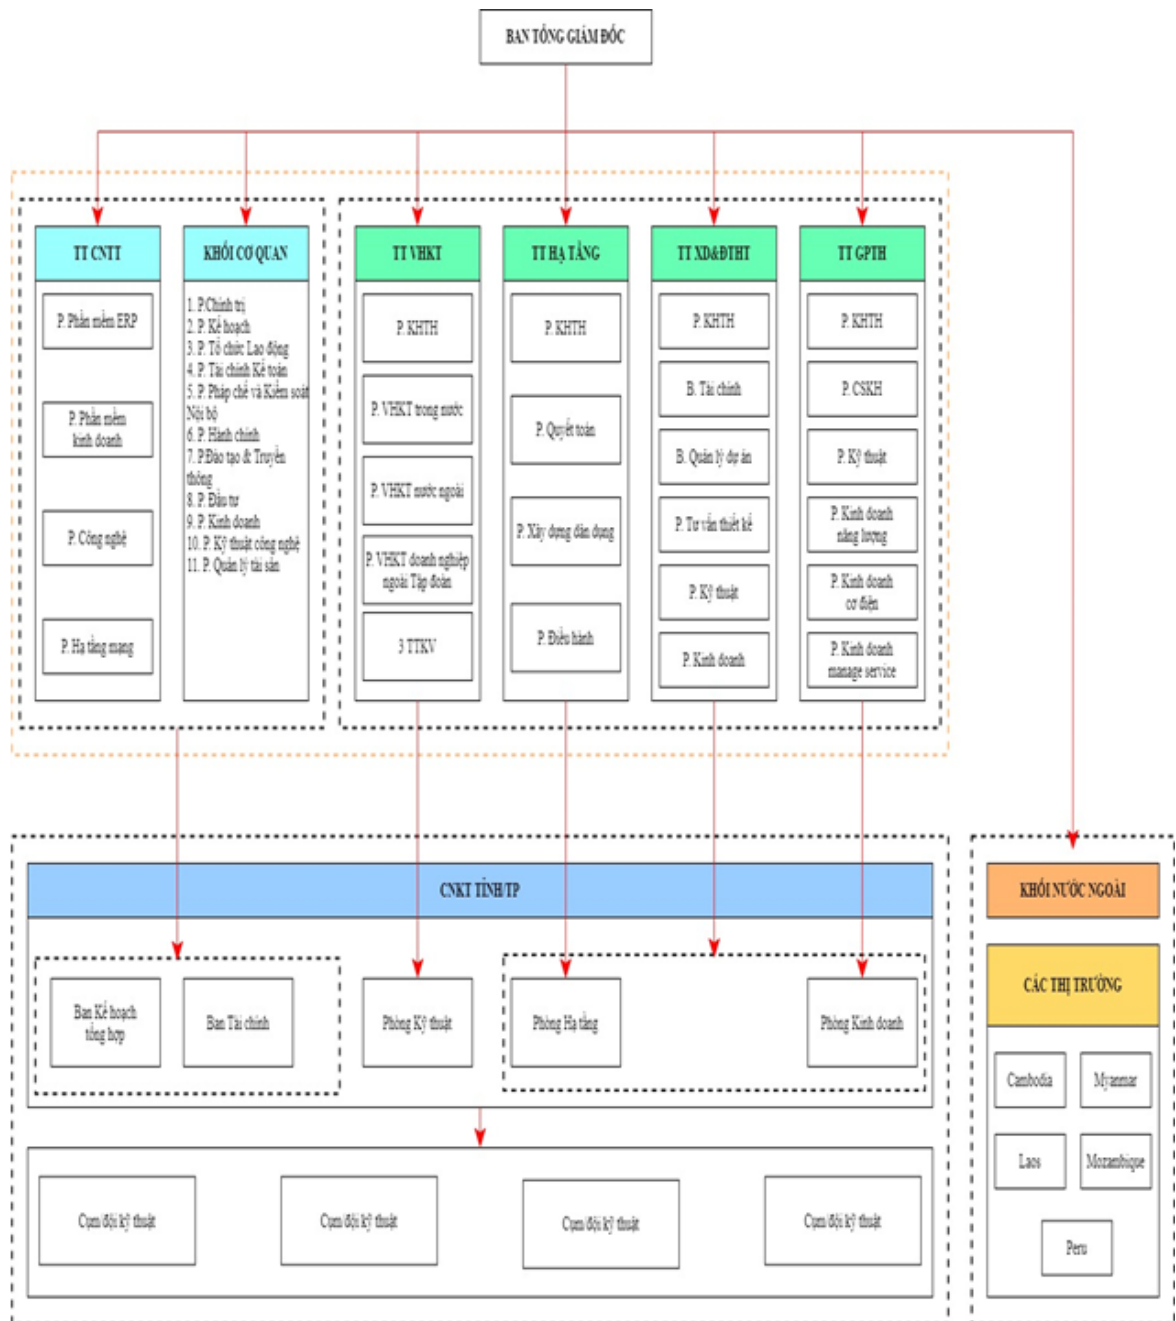 BAN TỔNG GIÁM ĐỐC
TT CNTT
P. Phần mềm ERP
P. Phần mềm
kinh doanh
P. Công nghệ
P. Hạ tầng mạng
KHỐI CƠ QUAN
1. P.Chính trị
2. P. Kế hoạch
3. P. Tổ chức Lao động
4. P. Tài chính Kế toán
5. P. Pháp chế và Kiểm soát
Nội bộ
6. P. Hành chính
7. P.Đào tạo & Truyền
thông
8. P. Đầu tư
9. P. Kinh doanh
10. P. Kỹ thuật công nghệ
11. P. Quản lý tài sản
TT VHKT
P. KHTH
P. VHKT trong nước
P. VHKT nước ngoài
P. VHKT doanh nghiệp
ngoài Tập đoàn
3 TTKV
TT HẠ TẦNG
P. KHTH
P. Quyết toán
P. Xây dựng dân dụng
P. Điều hành
TT XD&ĐTHT
P. KHTH
B. Tài chính
B. Quản lý dự án
P. Tư vấn thiết kế
P. Kỹ thuật
P. Kinh doanh
TT GPTH
P. KHTH
P. CSKH
P. Kỹ thuật
P. Kinh doanh
năng lượng
P. Kinh doanh
cơ điện
P. Kinh doanh
manage service
CNKT TỈNH/TP
Ban Kế hoạch
tổng hợp
Ban Tài chính
Phòng Kỹ thuật
Phòng Hạ tầng
Phòng Kinh doanh
Cụm/đội kỹ thuật
Cụm/đội kỹ thuật
Cụm/đội kỹ thuật
Cụm/đội kỹ thuật
KHỐI NƯỚC NGOÀI
CÁC THỊ TRƯỜNG
Cambodia
Myanmar
Laos
Mozambique
Peru